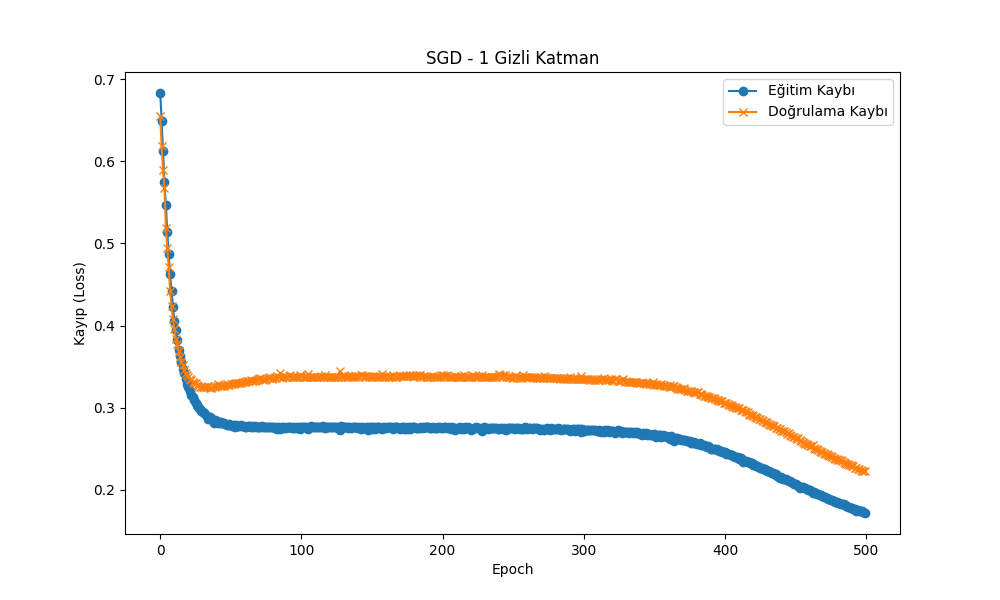 SGD - 1 Gizli Katman
Eğitim Kaybı
Doğrulama Kaybı
Kayıp (Loss)
0.7
0.6
0.5
0.4
0.3
0.2
0
100
200
300
400
500
Epoch